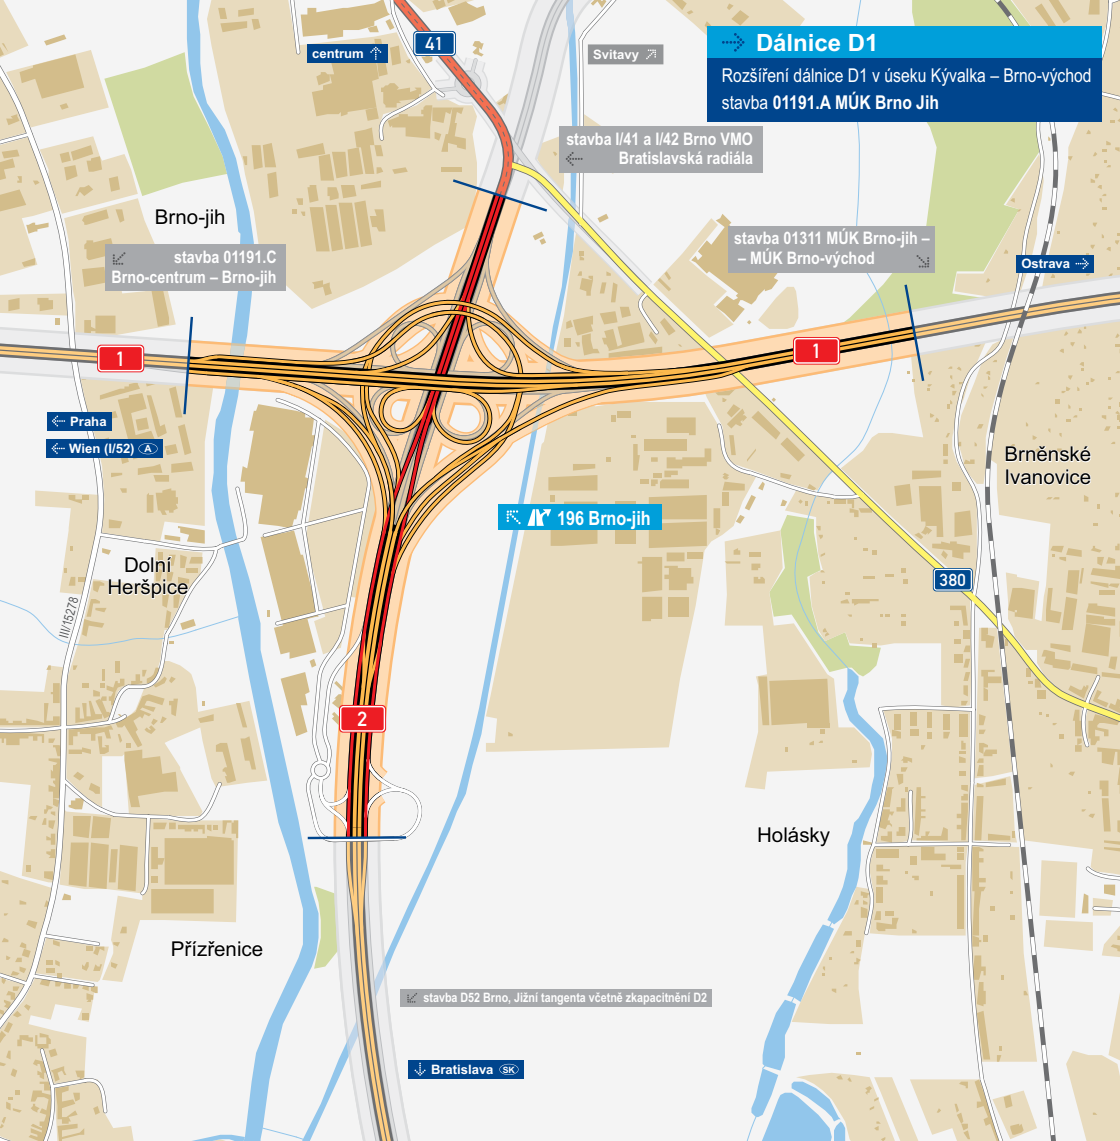 41
centrum
Svitavy
Dálnice D1
Rozšíření dálnice D1 v úseku Kývalka – Brno-východ
stavba 01191.A MÚK Brno Jih
stavba I/41 a I/42 Brno VMO
Bratislavská radiála
Brno-jih
stavba 01191.C
Brno-centrum – Brno-jih
stavba 01311 MÚK Brno-jih –
– MÚK Brno-východ
Ostrava
1
1
Praha
Wien (I/52) A
Brněnské
Ivanovice
196 Brno-jih
Dolní
Heršpice
380
III/15278
2
Holásky
Přízřenice
stavba D52 Brno, Jižní tangenta včetně zkapacitnění D2
Bratislava SK